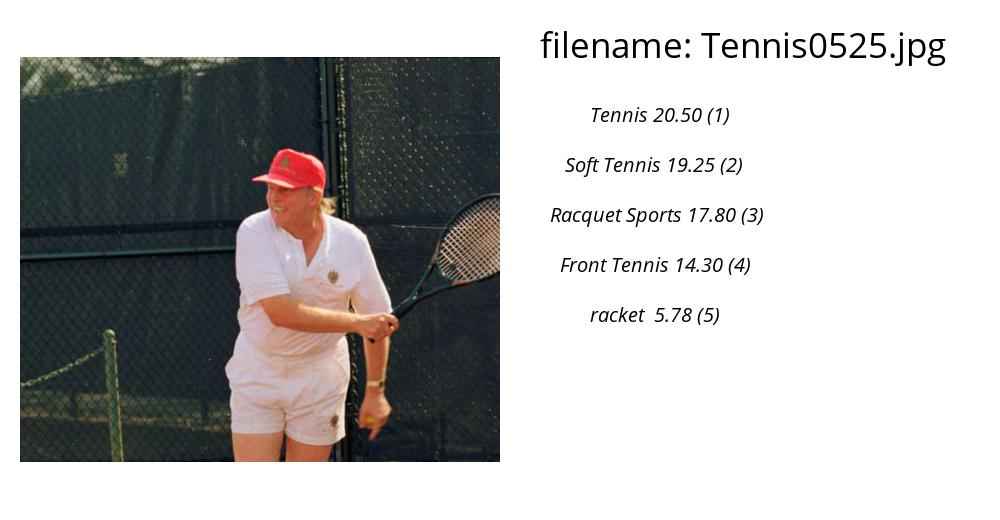 filename: Tennis0525.jpg
Tennis 20.50 (1)
Soft Tennis 19.25 (2)
Racquet Sports 17.80 (3)
Front Tennis 14.30 (4)
racket  5.78 (5)